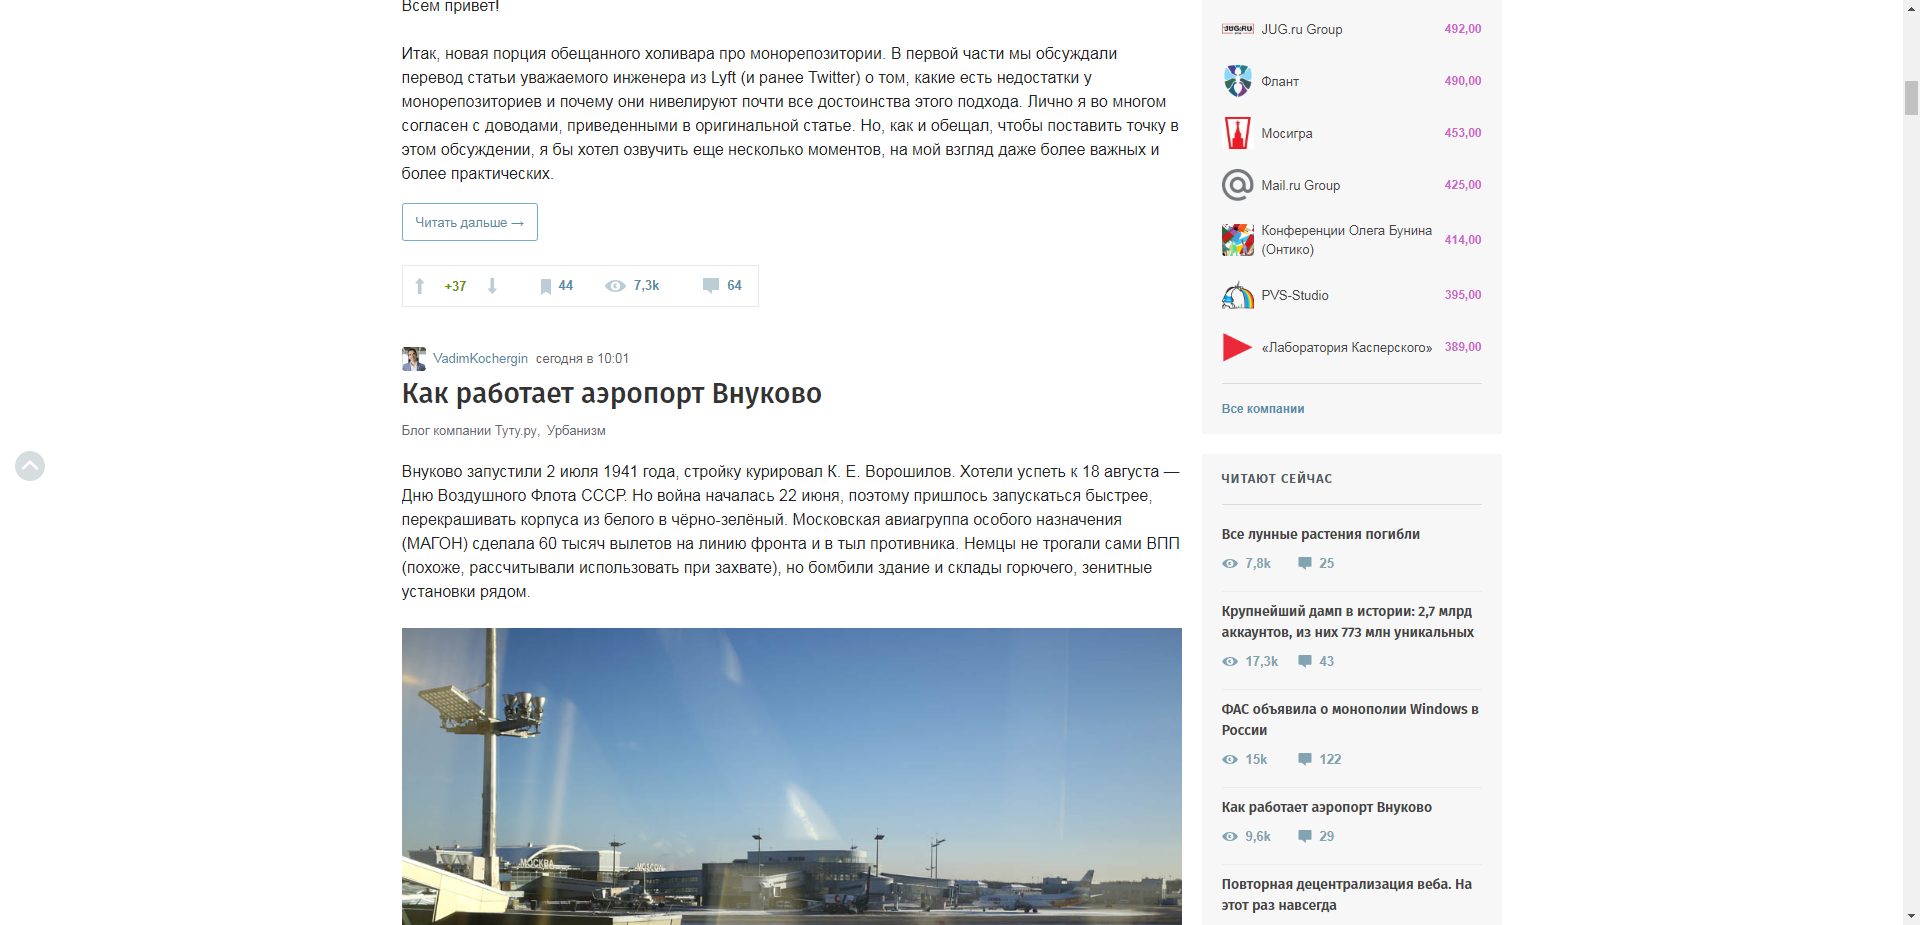 Всем привет!
Итак, новая порция обещанного холивара про монорепозитории. В первой части мы обсуждали
перевод статьи уважаемого инженера из Lyft (и ранее Twitter) о том, какие есть недостатки у
монорепозиториев и почему они нивелируют почти все достоинства этого подхода. Лично я во многом
согласен с доводами, приведенными в оригинальной статье. Но, как и обещал, чтобы поставить точку в
этом обсуждении, я бы хотел озвучить еще несколько моментов, на мой взгляд даже более важных и
более практических.
Читать дальше →
+37 44 7,3k 64
VadimKochergin сегодня в 10:01
Как работает аэропорт Внуково
Блог компании Туту.ру, Урбанизм
Внуково запустили 2 июля 1941 года, стройку курировал К. Е. Ворошилов. Хотели успеть к 18 августа —
Дню Воздушного Флота СССР. Но война началась 22 июня, поэтому пришлось запускаться быстрее,
перекрашивать корпуса из белого в чёрно-зелёный. Московская авиагруппа особого назначения
(МАГОН) сделала 60 тысяч вылетов на линию фронта и в тыл противника. Немцы не трогали сами ВПП
(похоже, рассчитывали использовать при захвате), но бомбили здание и склады горючего, зенитные
установки рядом.
МОСКВА
MOSCOW
JUG.RU
JUG.ru Group 492,00
Флант 490,00
Мосигра 453,00
Mail.ru Group 425,00
Конференции Олега Бунина
(Онтико) 414,00
PVS-Studio 395,00
«Лаборатория Касперского» 389,00
Все компании
ЧИТАЮТ СЕЙЧАС
Все лунные растения погибли
7,8k 25
Крупнейший дамп в истории: 2,7 млрд
аккаунтов, из них 773 млн уникальных
17,3k 43
ФАС объявила о монополии Windows в
России
15k 122
Как работает аэропорт Внуково
9,6k 29
Повторная децентрализация веба. На
этот раз навсегда